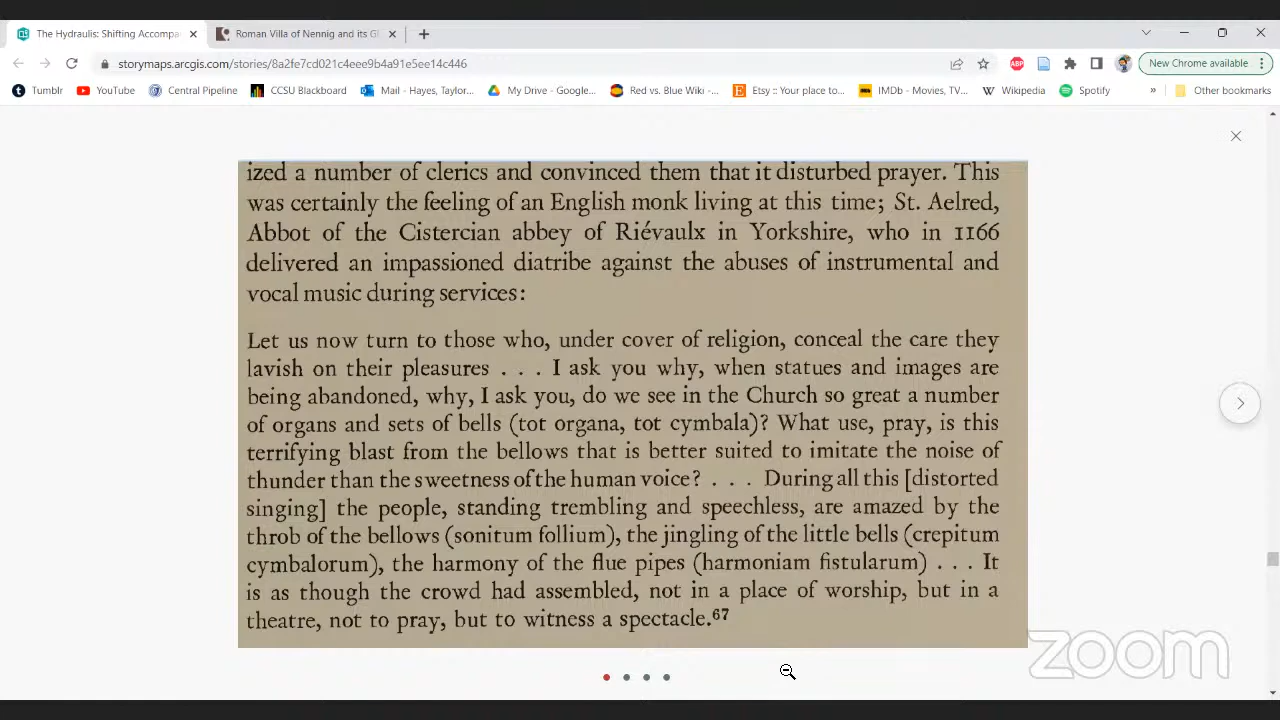 The Hydraulis: Shifting Accompa
Roman Villa of Nennig and its Gl
storymaps.arcgis.com/stories/8a2fe7cd021c4eee9b4a91e5e8e14c446
New Chrome available
Tumblr YouTube Central Pipeline CCSU Blackboard Mail - Hayes, Taylor... My Drive - Google... Red vs. Blue Wiki -... Etsy :: Your place to... IMDb - Movies, TV... Wikipedia Spotify » Other bookmarks
ized a number of clerics and convinced them that it disturbed prayer. This
was certainly the feeling of an English monk living at this time; St. Aelred,
Abbot of the Cistercian abbey of Riévaulx in Yorkshire, who in 1166
delivered an impassioned diatribe against the abuses of instrumental and
vocal music during services:
Let us now turn to those who, under cover of religion, conceal the care they
lavish on their pleasures . . . I ask you why, when statues and images are
being abandoned, why, I ask you, do we see in the Church so great a number
of organs and sets of bells (tot organa, tot cymbala)? What use, pray, is this
terrifying blast from the bellows that is better suited to imitate the noise of
thunder than the sweetness of the human voice? . . . During all this [distorted
singing] the people, standing trembling and speechless, are amazed by the
throb of the bellows (sonitum follium), the jingling of the little bells (crepitum
cymbalorum), the harmony of the flue pipes (harmoniam fistularum) . . . It
is as though the crowd had assembled, not in a place of worship, but in a
theatre, not to pray, but to witness a spectacle.67
zoom